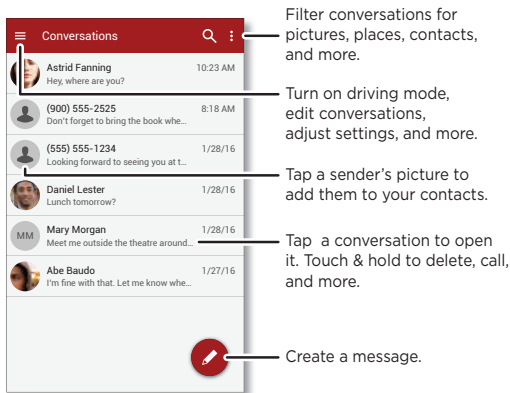 Conversations
Astrid Fanning 10:23 AM
Hey, where are you?
(900) 555-2525 8:18 AM
Don't forget to bring the book whe...
(555) 555-1234 1/28/16
Looking forward to seeing you at t...
Daniel Lester 1/28/16
Lunch tomorrow?
MM Mary Morgan 1/28/16
Meet me outside the theatre around...
Abe Baudo 1/27/16
I'm fine with that. Let me know whe...
Filter conversations for
pictures, places, contacts,
and more.
Turn on driving mode,
edit conversations,
adjust settings, and more.
Tap a sender's picture to
add them to your contacts.
Tap a conversation to open
it. Touch & hold to delete, call,
and more.
Create a message.